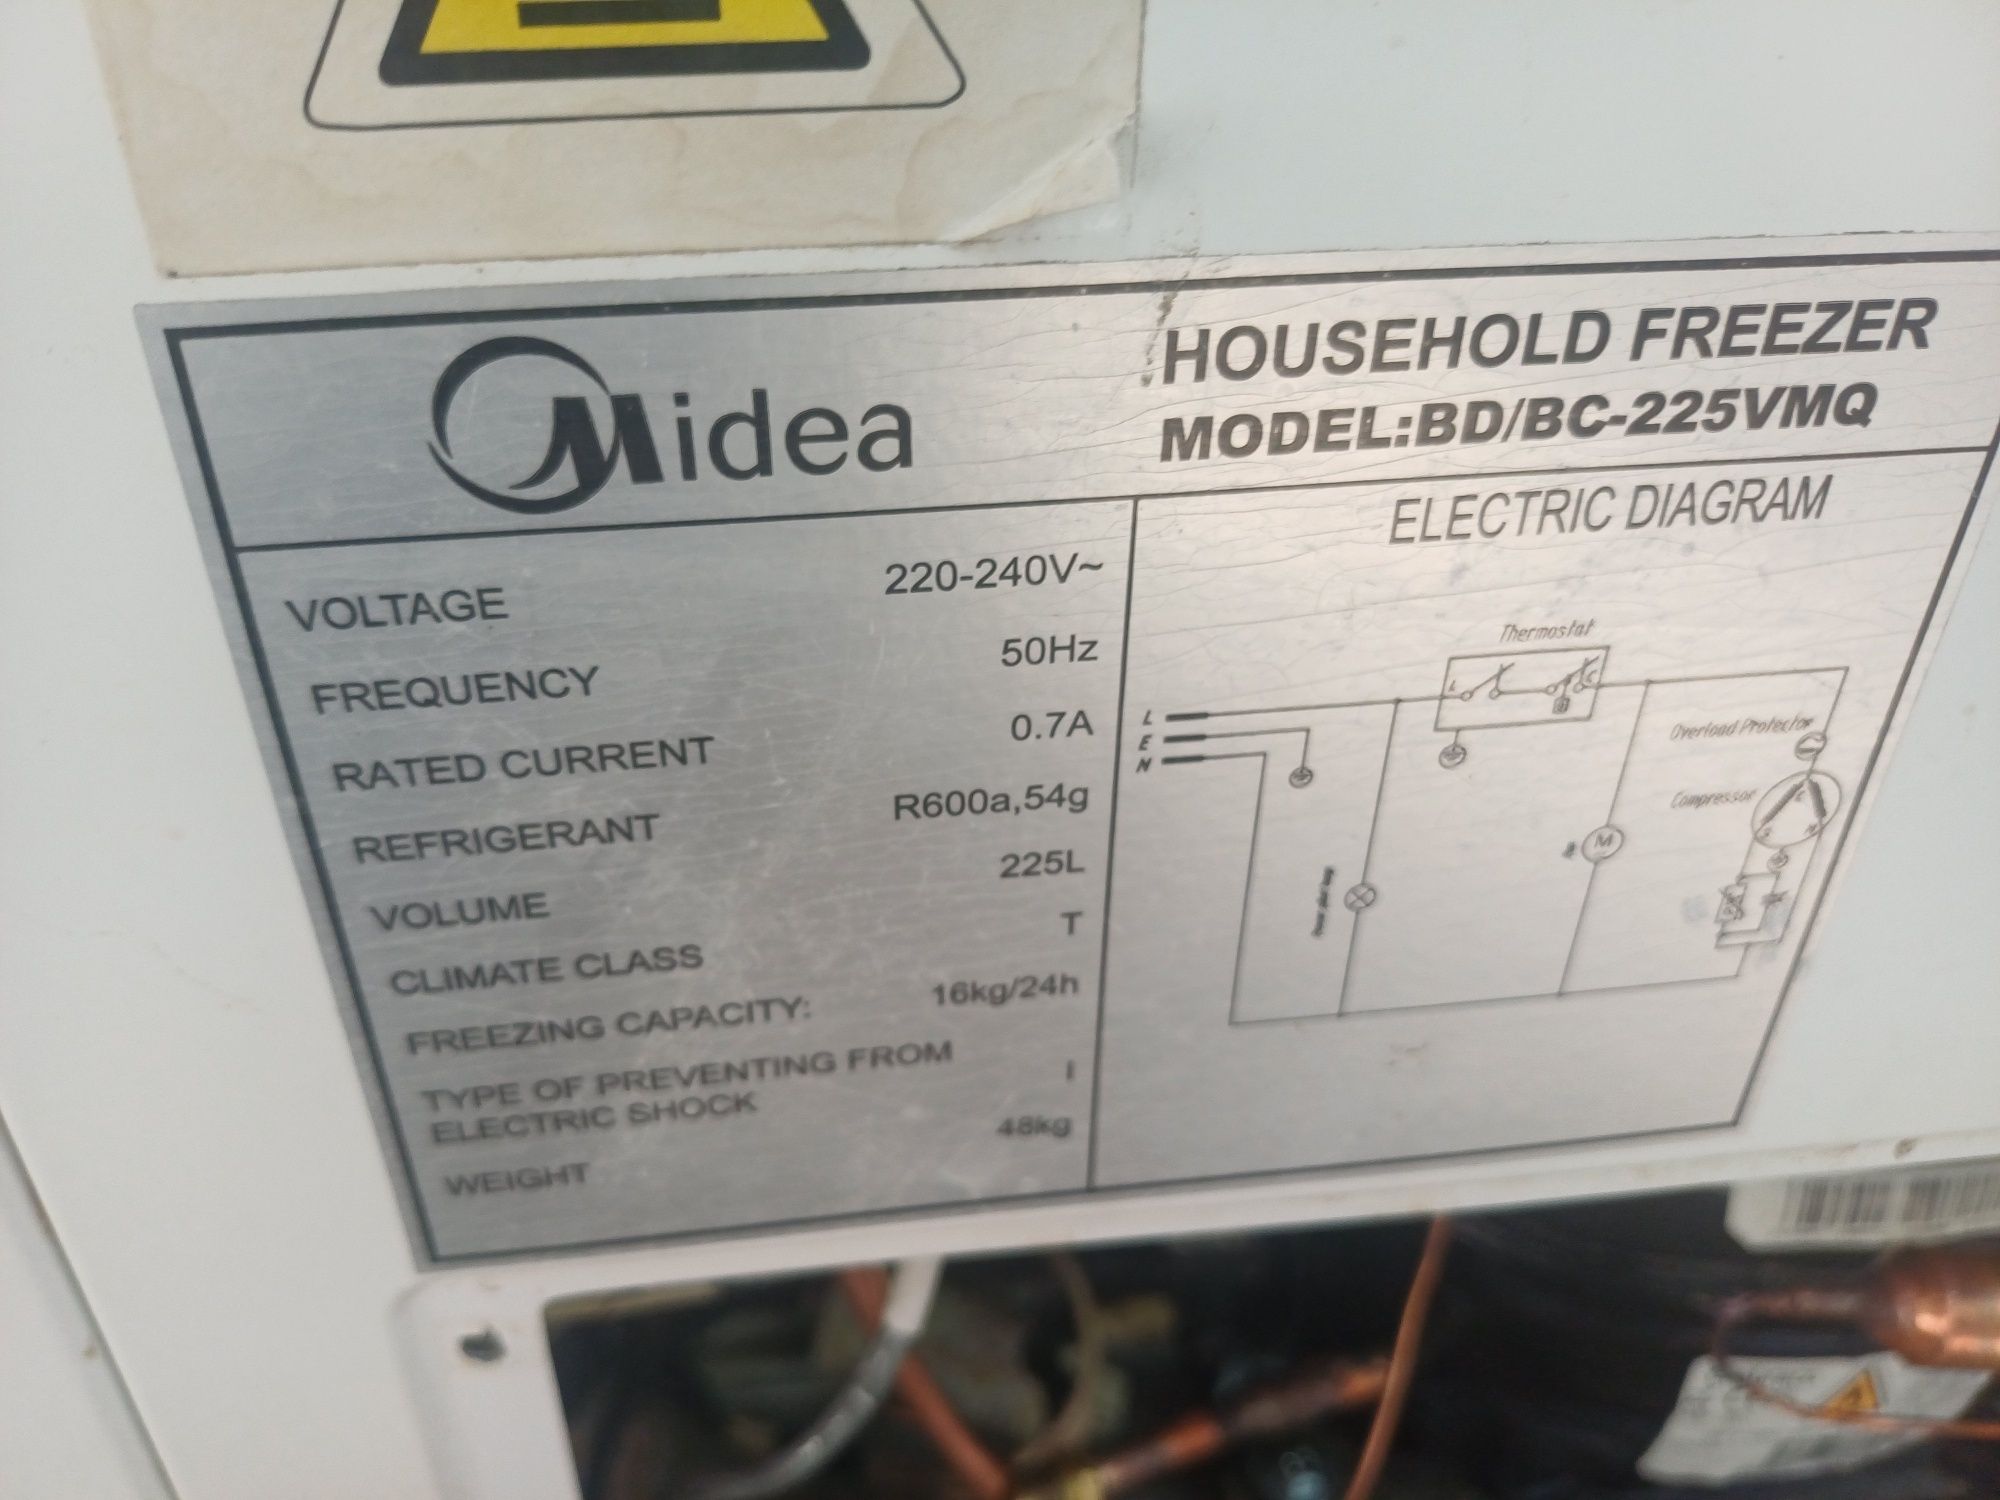 Midea
HOUSEHOLD FREEZER
MODEL:BD/BC-225VMQ
VOLTAGE 220-240V~
FREQUENCY 50Hz
RATED CURRENT 0.7A
REFRIGERANT R600a,54g
VOLUME 225L
CLIMATE CLASS T
FREEZING CAPACITY: 16kg/24h
TYPE OF PREVENTING FROM
ELECTRIC SHOCK I
WEIGHT 48kg
ELECTRIC DIAGRAM
Thermostat
L C
L
E
N
Overload Protector
Compressor
M